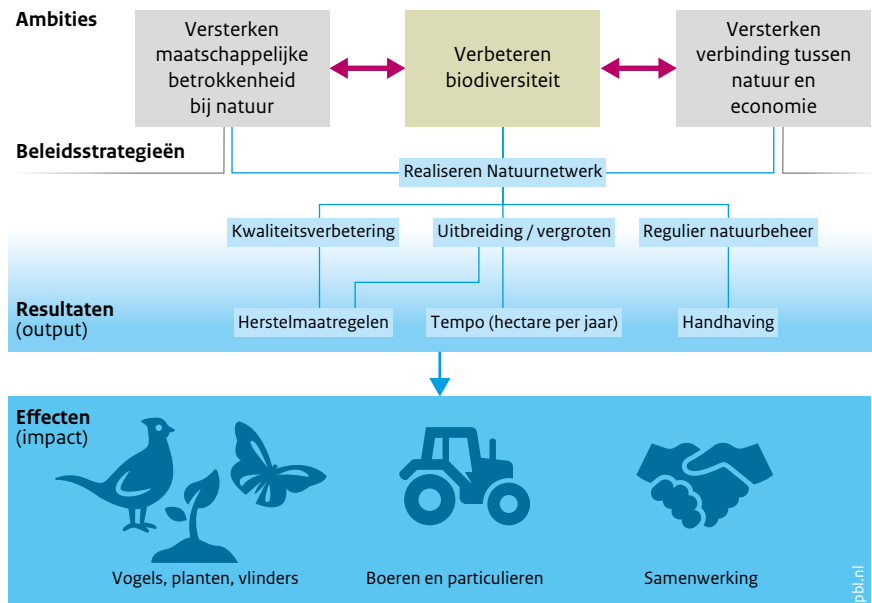 Ambities
Versterken
maatschappelijke
betrokkenheid
bij natuur
Verbeteren
biodiversiteit
Versterken
verbinding tussen
natuur en
economie
Beleidsstrategieën
Realiseren Natuurnetwerk
Kwaliteitsverbetering
Uitbreiding / vergroten
Regulier natuurbeheer
Resultaten
(output)
Herstelmaatregelen
Tempo (hectare per jaar)
Handhaving
Effecten
(impact)
Vogels, planten, vlinders
Boeren en particulieren
Samenwerking
pbl.nl